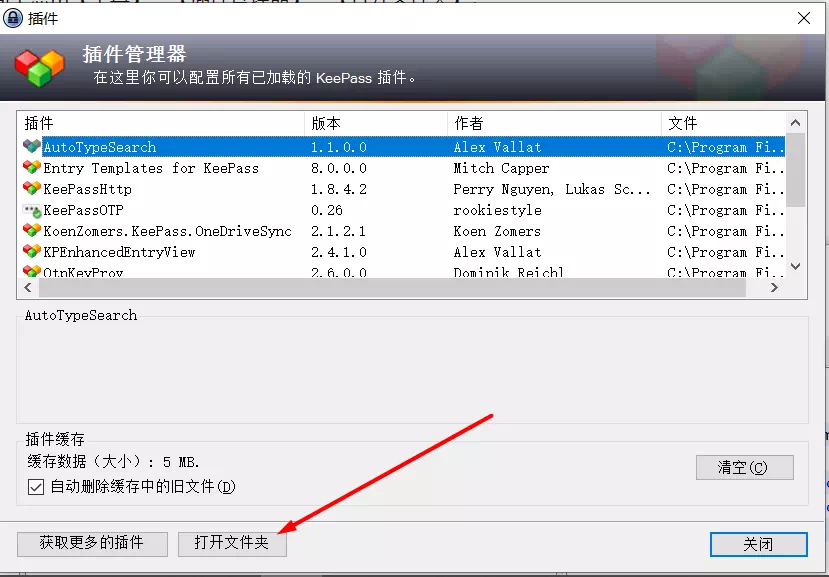 插件
插件管理器
在这里你可以配置所有已加载的 KeePass 插件。
插件 版本 作者 文件
AutoTypeSearch 1.1.0.0 Alex Vallat C:\Program Fi...
Entry Templates for KeePass 8.0.0.0 Mitch Capper C:\Program Fi...
KeePassHttp 1.8.4.2 Perry Nguyen, Lukas Sc... C:\Program Fi...
KeePassOTP 0.26 rookiestyle C:\Program Fi...
KoenZomers.KeePass.OneDriveSync 2.1.2.1 Koen Zomers C:\Program Fi...
KPEnhancedEntryView 2.4.1.0 Alex Vallat C:\Program Fi...
OtpKeyProv 2.6.0.0 Dominik Reichl C:\Program Fi...
AutoTypeSearch
插件缓存
缓存数据（大小）: 5 MB.
清空(C)
自动删除缓存中的旧文件(D)
获取更多的插件 打开文件夹 关闭